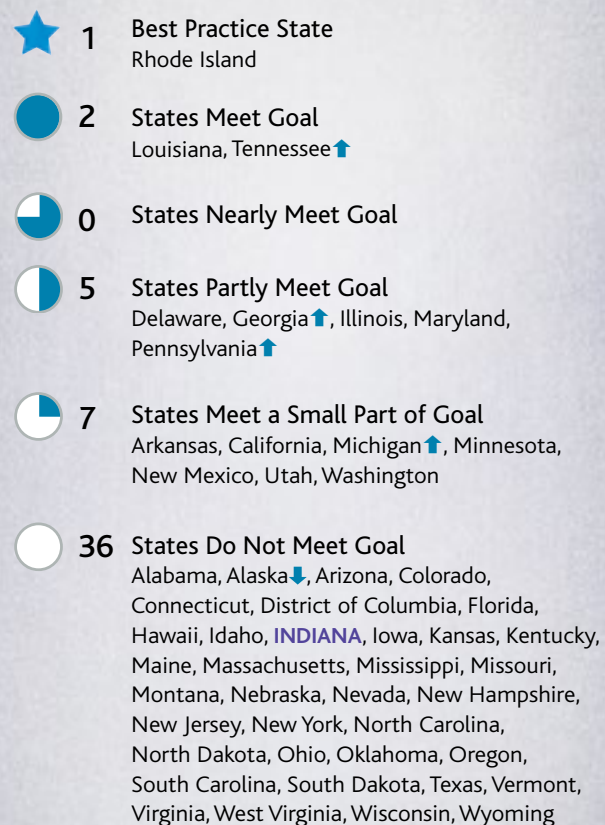 1 Best Practice State
Rhode Island
2 States Meet Goal
Louisiana, Tennessee⬆
0 States Nearly Meet Goal
5 States Partly Meet Goal
Delaware, Georgia⬆, Illinois, Maryland,
Pennsylvania⬆
7 States Meet a Small Part of Goal
Arkansas, California, Michigan⬆, Minnesota,
New Mexico, Utah, Washington
36 States Do Not Meet Goal
Alabama, Alaska⬇, Arizona, Colorado,
Connecticut, District of Columbia, Florida,
Hawaii, Idaho, INDIANA, Iowa, Kansas, Kentucky,
Maine, Massachusetts, Mississippi, Missouri,
Montana, Nebraska, Nevada, New Hampshire,
New Jersey, New York, North Carolina,
North Dakota, Ohio, Oklahoma, Oregon,
South Carolina, South Dakota, Texas, Vermont,
Virginia, West Virginia, Wisconsin, Wyoming